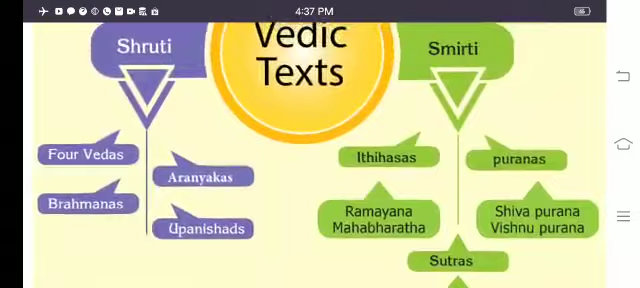 4:37 PM
Vedic
Texts
Shruti
Four Vedas
Aranyakas
Brahmanas
Upanishads
Smirti
Ithihasas
puranas
Ramayana
Mahabharatha
Shiva purana
Vishnu purana
Sutras